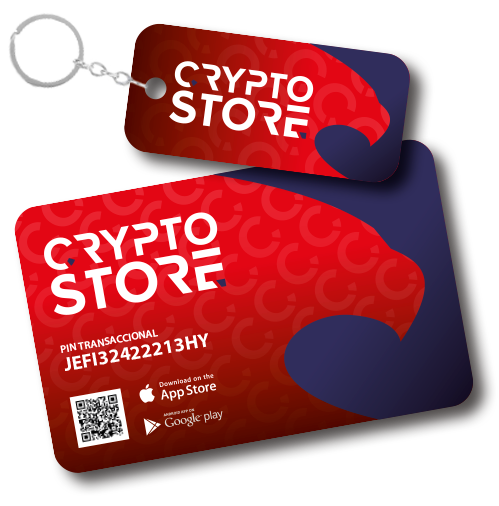 CRYPTO
STORE
CRYPTO
STORE
PIN TRANSACCIONAL
JEFI32422213HY
Download on the
App Store
ANDROID APP ON
Google play